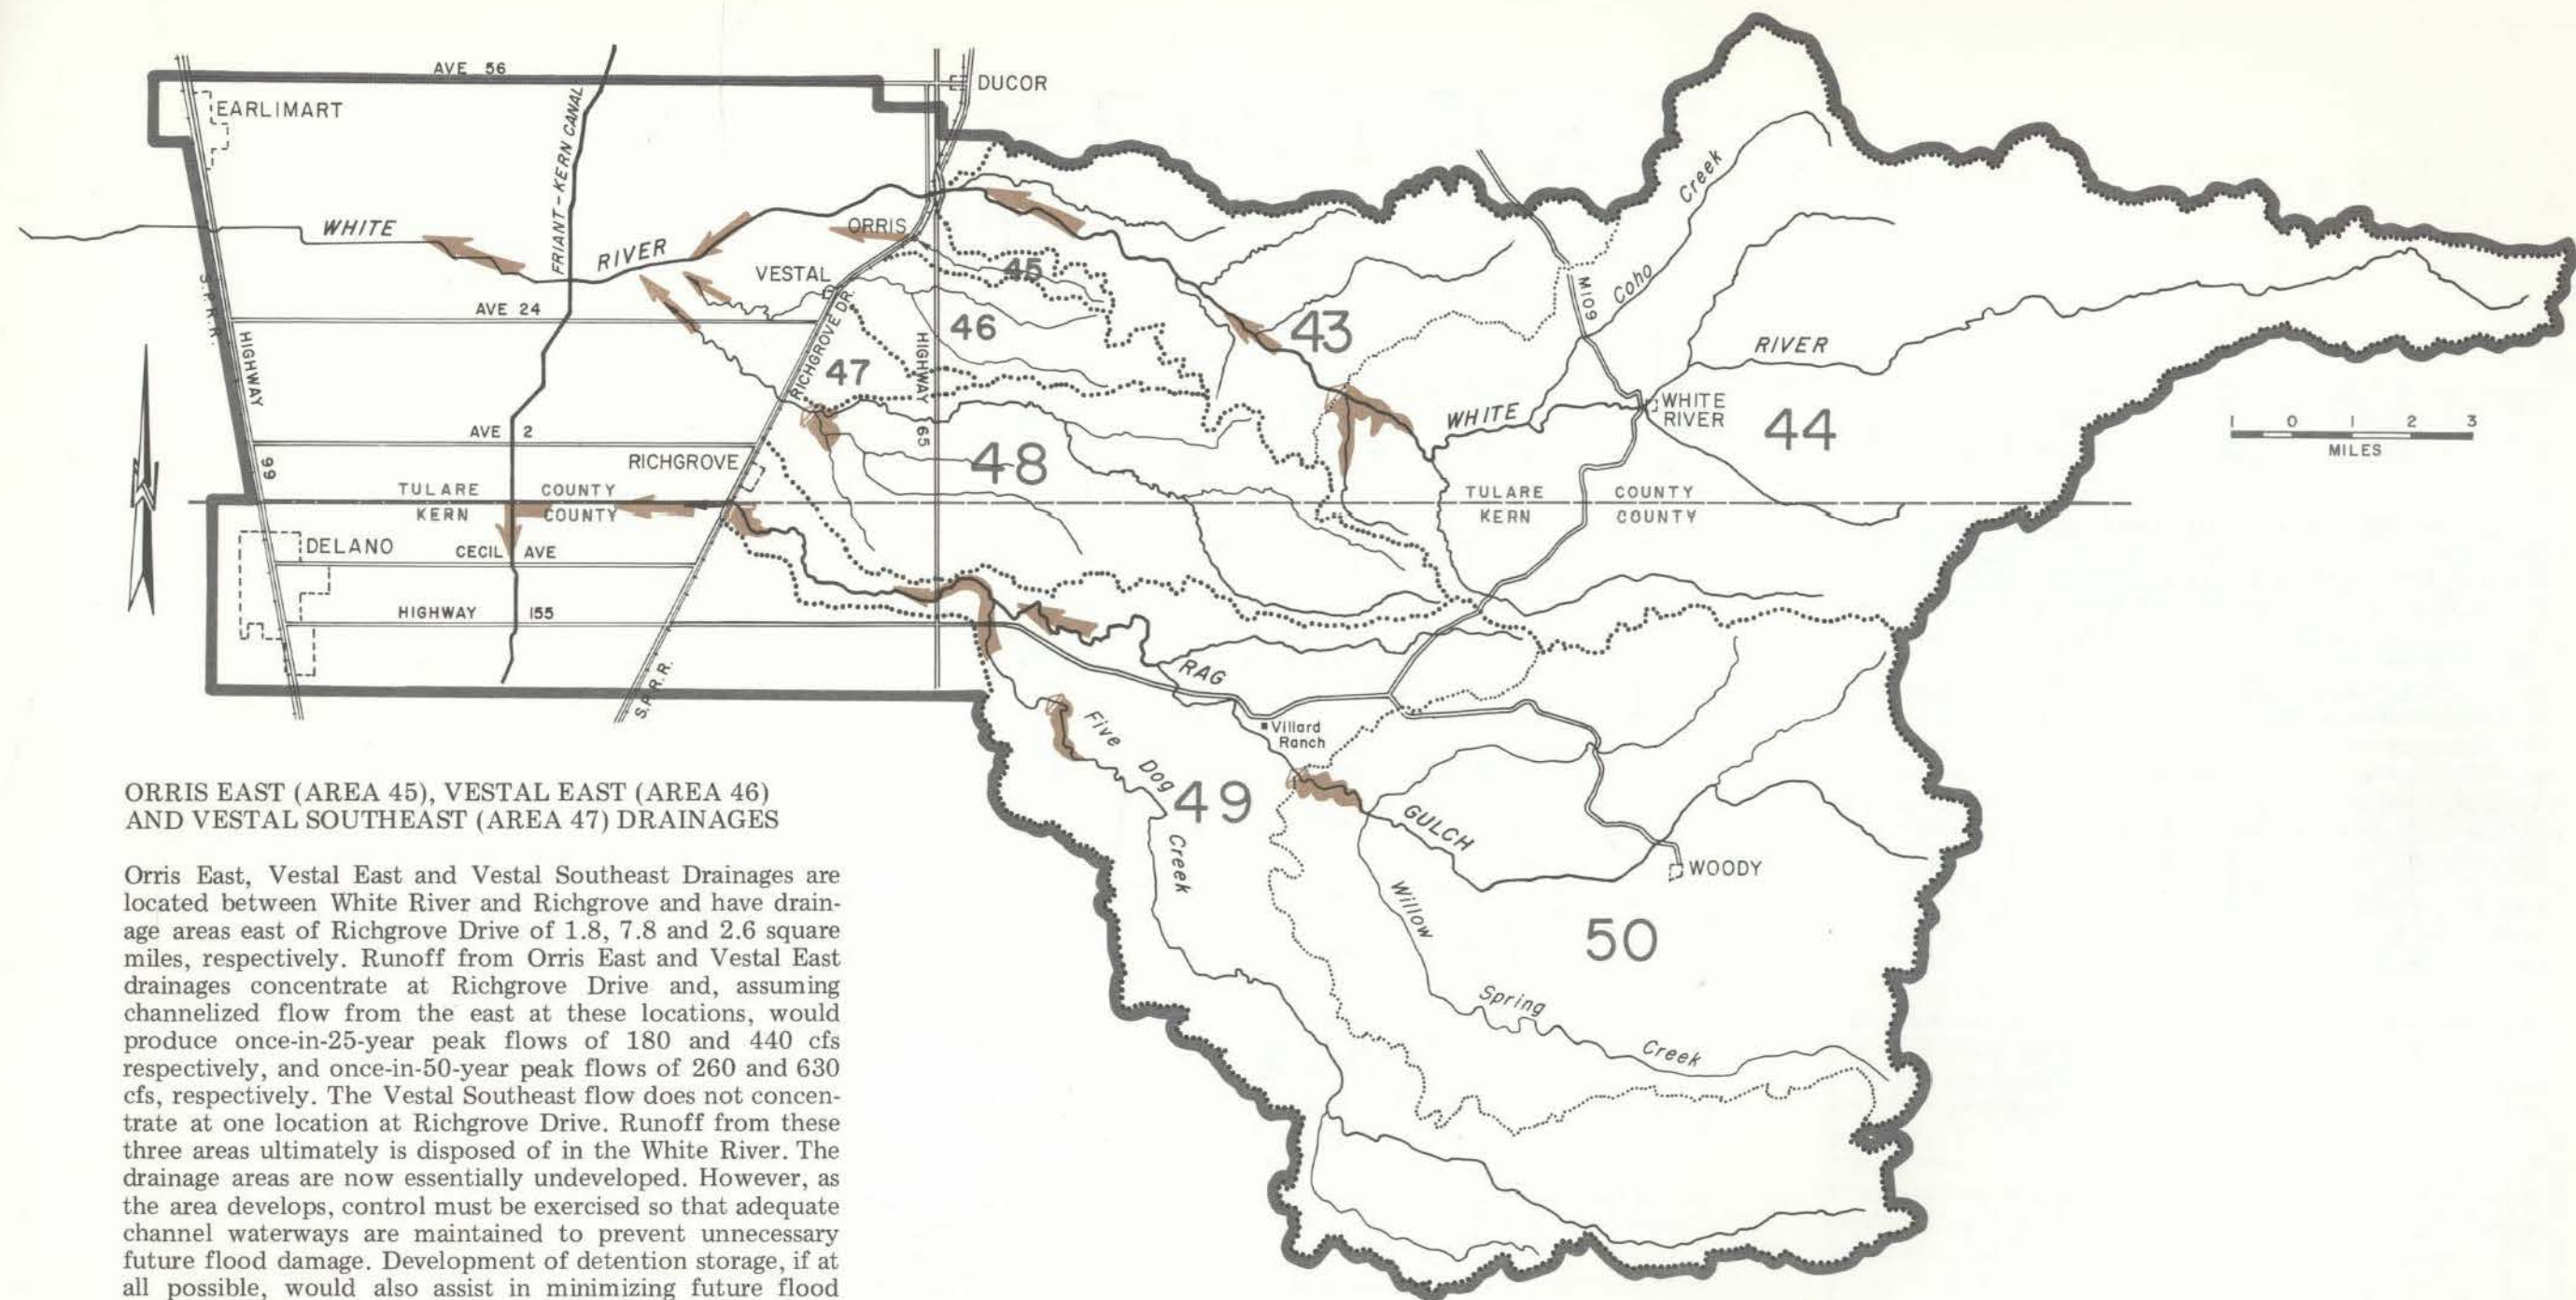 AVE 56
DUCOR
EARLIMART
FRIANT-KERN CANAL
Coho Creek
WHITE RIVER
ORRIS
VESTAL
45
M109
S.P.R.R.
AVE 24
RICHGROVE DR.
46
43
HIGHWAY 65
RIVER
HIGHWAY 99
47
WHITE
WHITE
RIVER
44
1 0 1 2 3
MILES
AVE 2
RICHGROVE
48
TULARE COUNTY
KERN COUNTY
TULARE COUNTY
KERN COUNTY
DELANO
CECIL AVE
HIGHWAY 155
S.P.R.R.
RAG GULCH
Villard
Ranch
Five Dog Creek
49
WOODY
Willow Spring Creek
50
N
ORRIS EAST (AREA 45), VESTAL EAST (AREA 46)
AND VESTAL SOUTHEAST (AREA 47) DRAINAGES
Orris East, Vestal East and Vestal Southeast Drainages are
located between White River and Richgrove and have drain-
age areas east of Richgrove Drive of 1.8, 7.8 and 2.6 square
miles, respectively. Runoff from Orris East and Vestal East
drainages concentrate at Richgrove Drive and, assuming
channelized flow from the east at these locations, would
produce once-in-25-year peak flows of 180 and 440 cfs
respectively, and once-in-50-year peak flows of 260 and 630
cfs, respectively. The Vestal Southeast flow does not concen-
trate at one location at Richgrove Drive. Runoff from these
three areas ultimately is disposed of in the White River. The
drainage areas are now essentially undeveloped. However, as
the area develops, control must be exercised so that adequate
channel waterways are maintained to prevent unnecessary
future flood damage. Development of detention storage, if at
all possible, would also assist in minimizing future flood